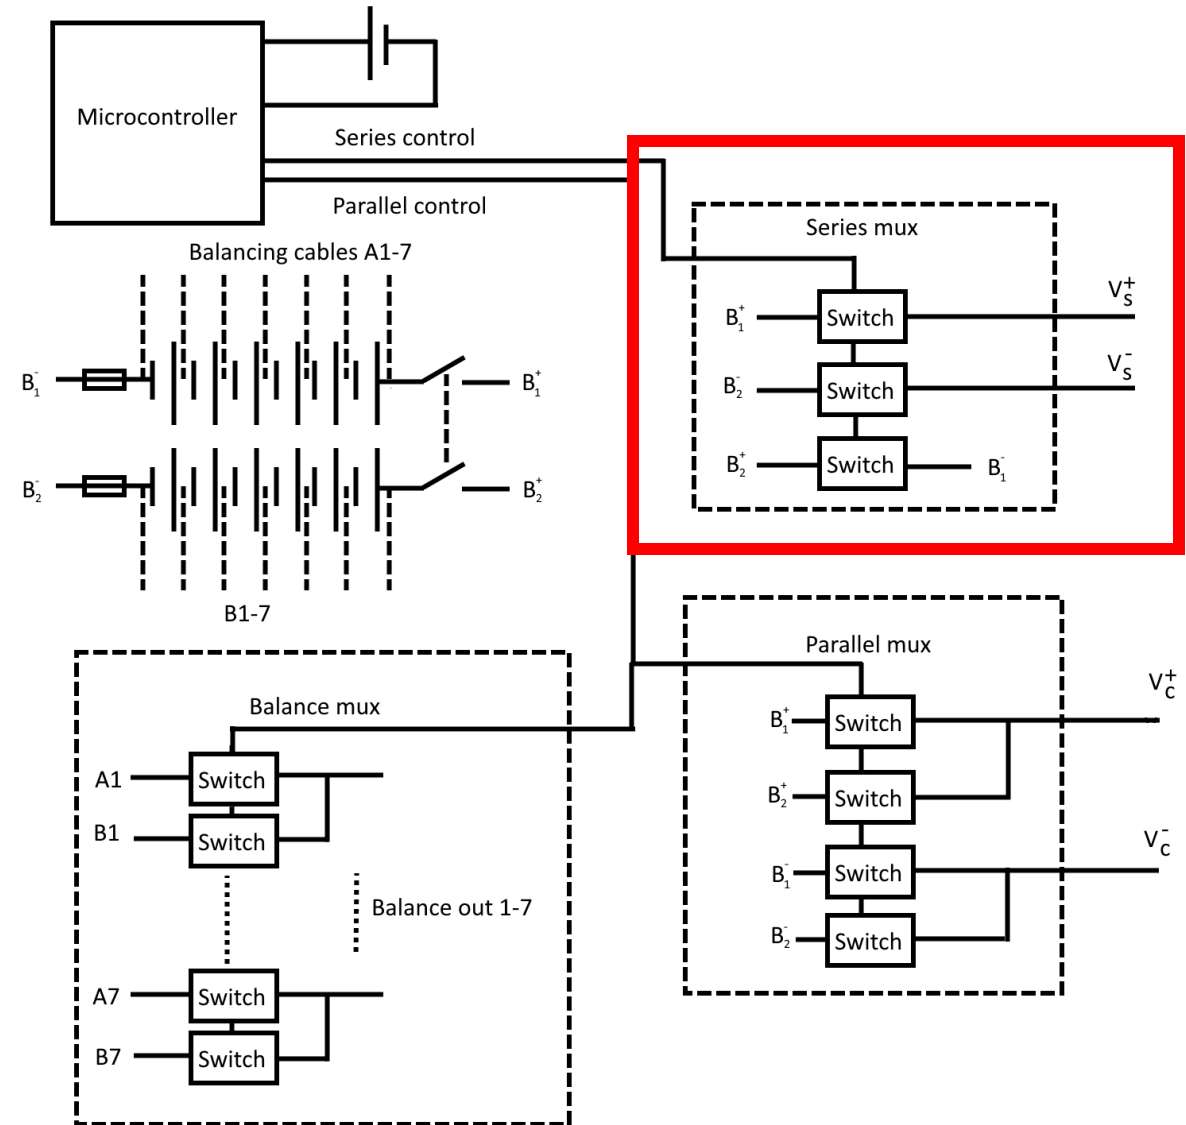 Microcontroller
Series control
Parallel control
Balancing cables A1-7
B₁⁻
B₁⁺
B₂⁻
B₂⁺
B1-7
Series mux
B₁⁺ Switch Vₛ⁺
B₂⁻ Switch Vₛ⁻
B₂⁺ Switch B₁⁻
Balance mux
A1 Switch
B1 Switch
Balance out 1-7
A7 Switch
B7 Switch
Parallel mux
B₁⁺ Switch V_c⁺
B₂⁺ Switch
B₁⁻ Switch V_c⁻
B₂⁻ Switch